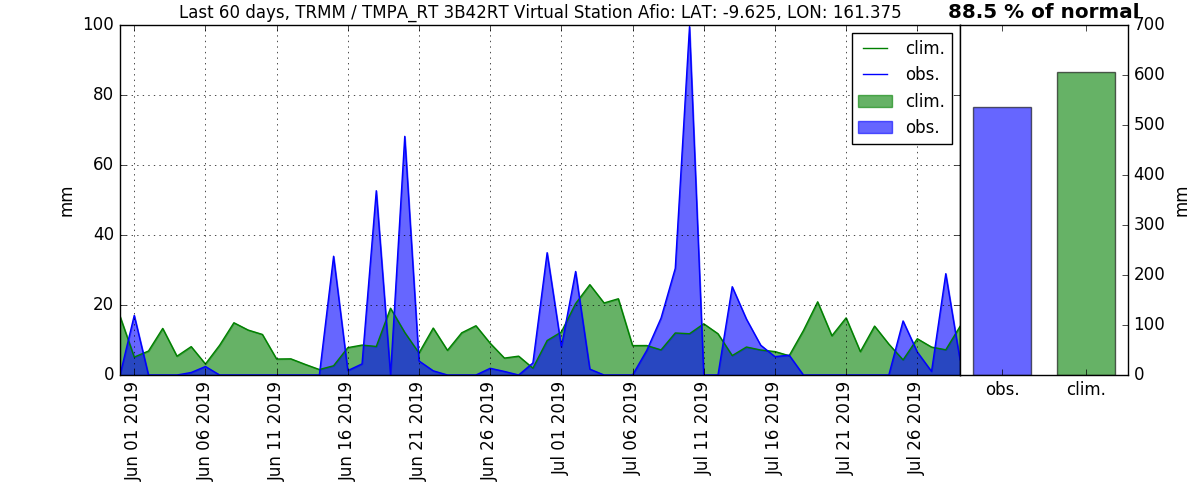 Last 60 days, TRMM / TMPA_RT 3B42RT Virtual Station Afio: LAT: -9.625, LON: 161.375
88.5 % of normal
100
80
60
40
20
0
mm
clim.
obs.
clim.
obs.
700
600
500
400
300
200
100
0
mm
Jun 01 2019
Jun 06 2019
Jun 11 2019
Jun 16 2019
Jun 21 2019
Jun 26 2019
Jul 01 2019
Jul 06 2019
Jul 11 2019
Jul 16 2019
Jul 21 2019
Jul 26 2019
obs.
clim.